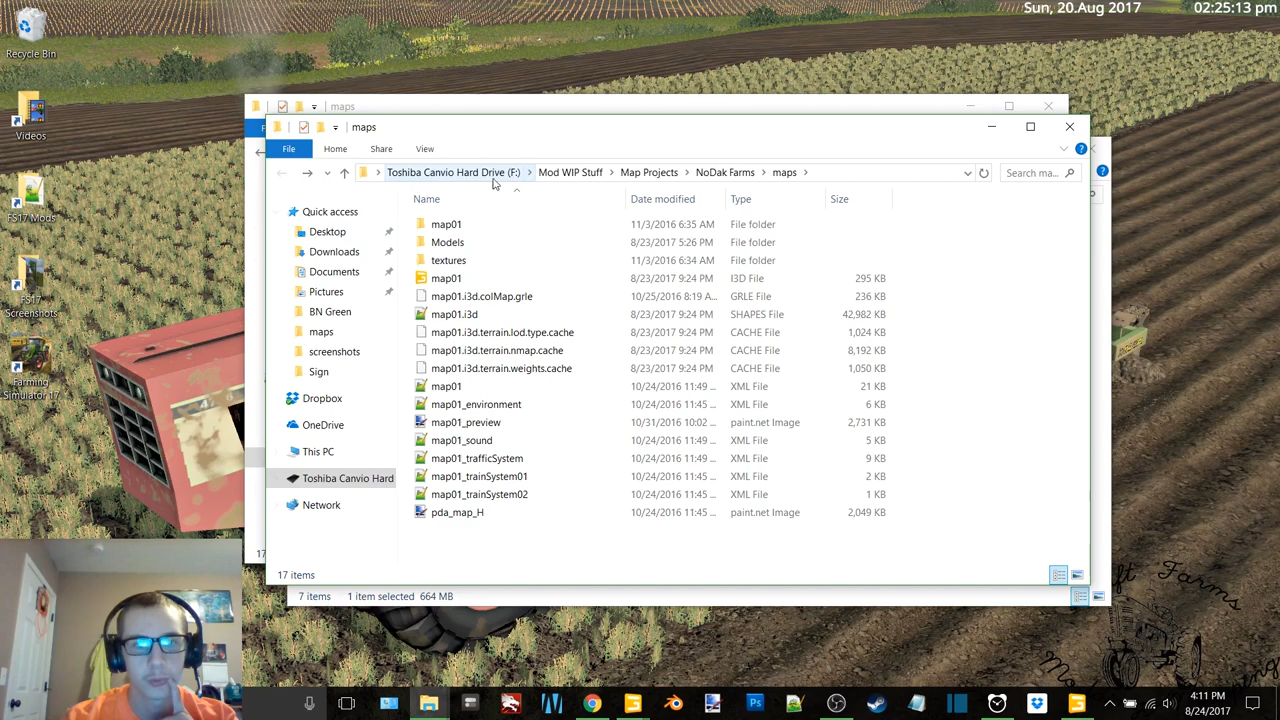 Sun, 20.Aug 2017 02:25:13 pm
Recycle Bin
Videos
FS17 Mods
FS17
Screenshots
Farming
Simulator 17
maps
F
maps
File Home Share View
Toshiba Canvio Hard Drive (F:) Mod WIP Stuff Map Projects NoDak Farms maps
Search ma...
Name Date modified Type Size
Quick access
Desktop
Downloads
Documents
Pictures
BN Green
maps
screenshots
Sign
Dropbox
OneDrive
This PC
Toshiba Canvio Hard
Network
map01 11/3/2016 6:35 AM File folder
Models 8/23/2017 5:26 PM File folder
textures 11/3/2016 6:34 AM File folder
map01 8/23/2017 9:24 PM I3D File 295 KB
map01.i3d.colMap.grle 10/25/2016 8:19 A... GRLE File 236 KB
map01.i3d 8/23/2017 9:24 PM SHAPES File 42,982 KB
map01.i3d.terrain.lod.type.cache 8/23/2017 9:24 PM CACHE File 1,024 KB
map01.i3d.terrain.nmap.cache 8/23/2017 9:24 PM CACHE File 8,192 KB
map01.i3d.terrain.weights.cache 8/23/2017 9:24 PM CACHE File 1,050 KB
map01 10/24/2016 11:49 ... XML File 21 KB
map01_environment 10/24/2016 11:45 ... XML File 6 KB
map01_preview 10/31/2016 10:02 ... paint.net Image 2,731 KB
map01_sound 10/24/2016 11:45 ... XML File 5 KB
map01_trafficSystem 10/24/2016 11:49 ... XML File 9 KB
map01_trainSystem01 10/24/2016 11:45 ... XML File 2 KB
map01_trainSystem02 10/24/2016 11:45 ... XML File 1 KB
pda_map_H 10/24/2016 11:45 ... paint.net Image 2,049 KB
17
17 items
7 items 1 item selected 664 MB
Farms
4:11 PM
8/24/2017